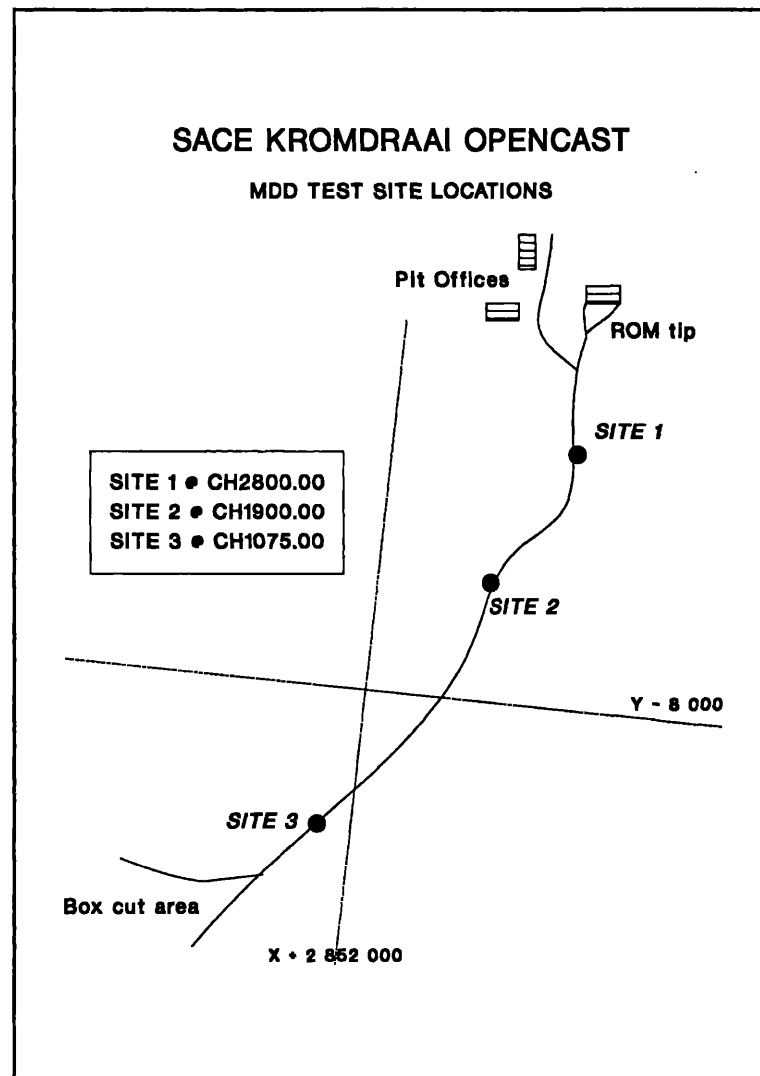 SACE KROMDRAAI OPENCAST
MDD TEST SITE LOCATIONS
Pit Offices
ROM tip
SITE 1
SITE 1 @ CH2800.00
SITE 2 @ CH1900.00
SITE 3 @ CH1075.00
SITE 2
Y - 8 000
SITE 3
Box cut area
X + 2 852 000